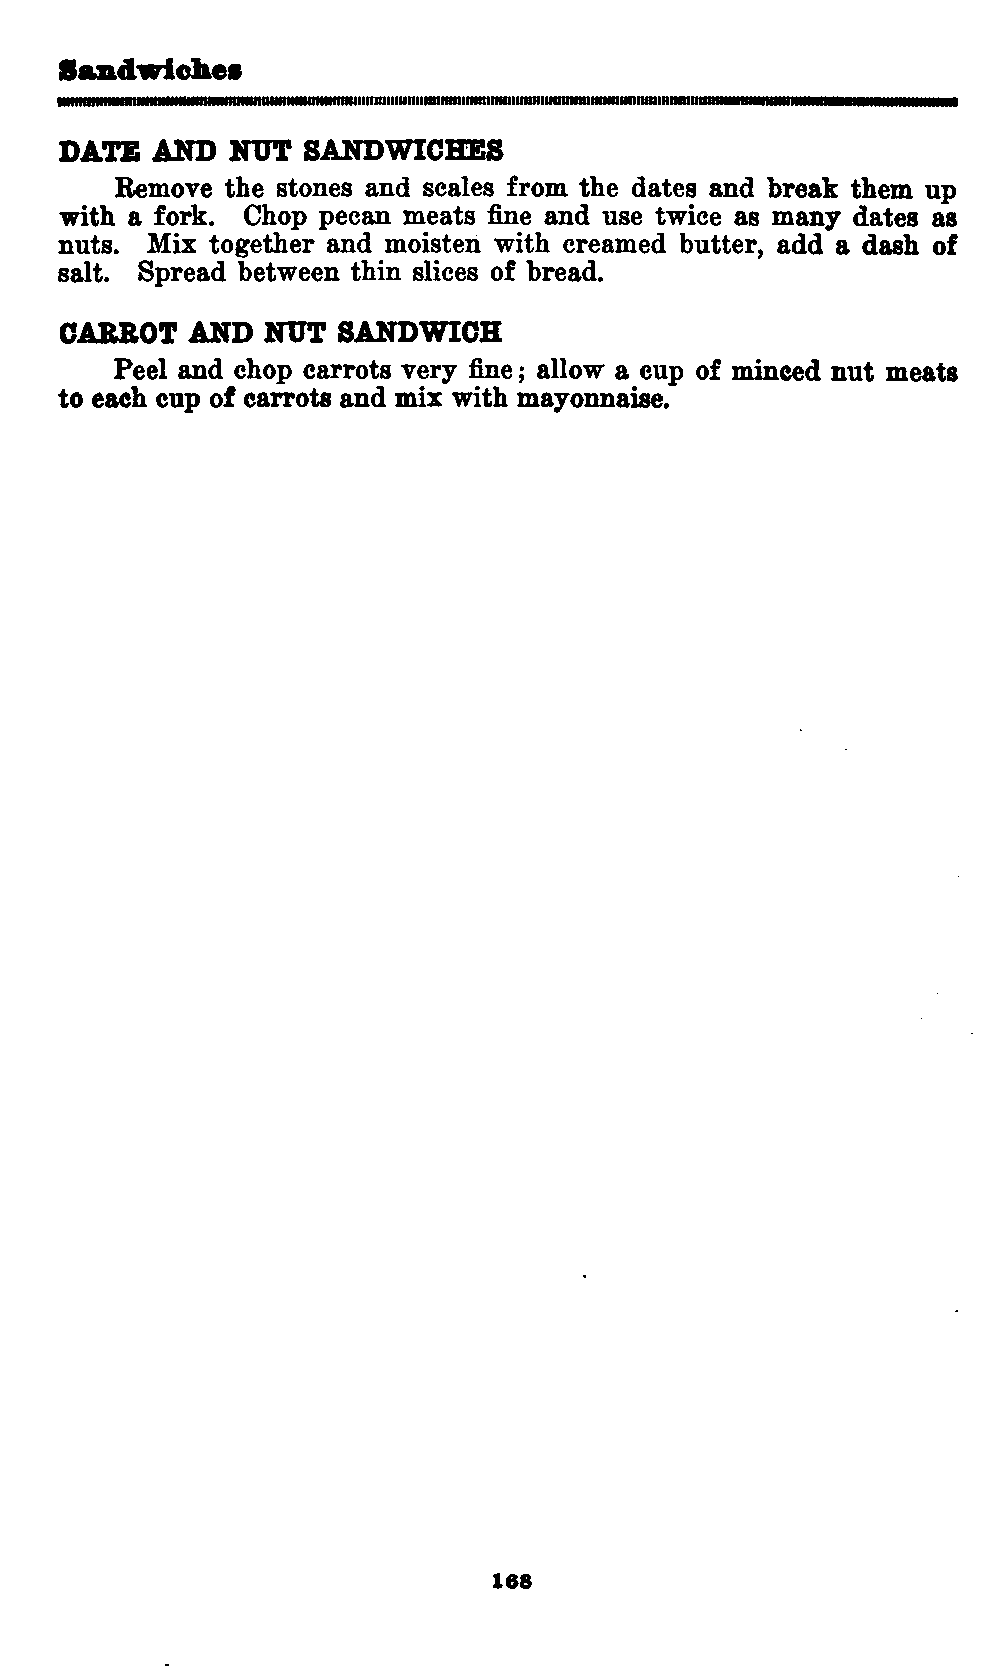 Sandwiches
DATE AND NUT SANDWICHES
Remove the stones and scales from the dates and break them up
with a fork. Chop pecan meats fine and use twice as many dates as
nuts. Mix together and moisten with creamed butter, add a dash of
salt. Spread between thin slices of bread.
CARROT AND NUT SANDWICH
Peel and chop carrots very fine; allow a cup of minced nut meats
to each cup of carrots and mix with mayonnaise.
168